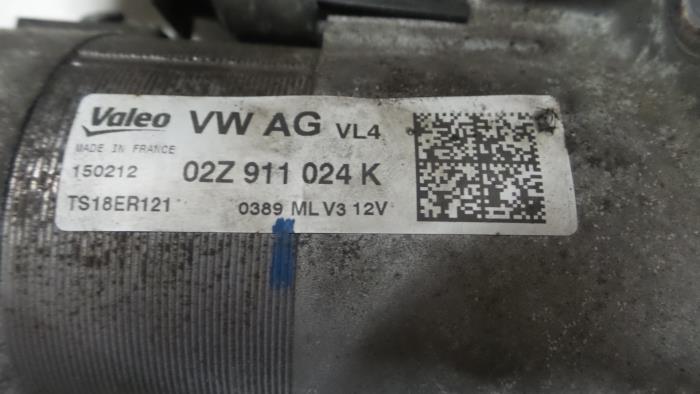 Valeo VW AG VL4
MADE IN FRANCE
150212 02Z 911 024 K
TS18ER121 0389 ML V3 12V